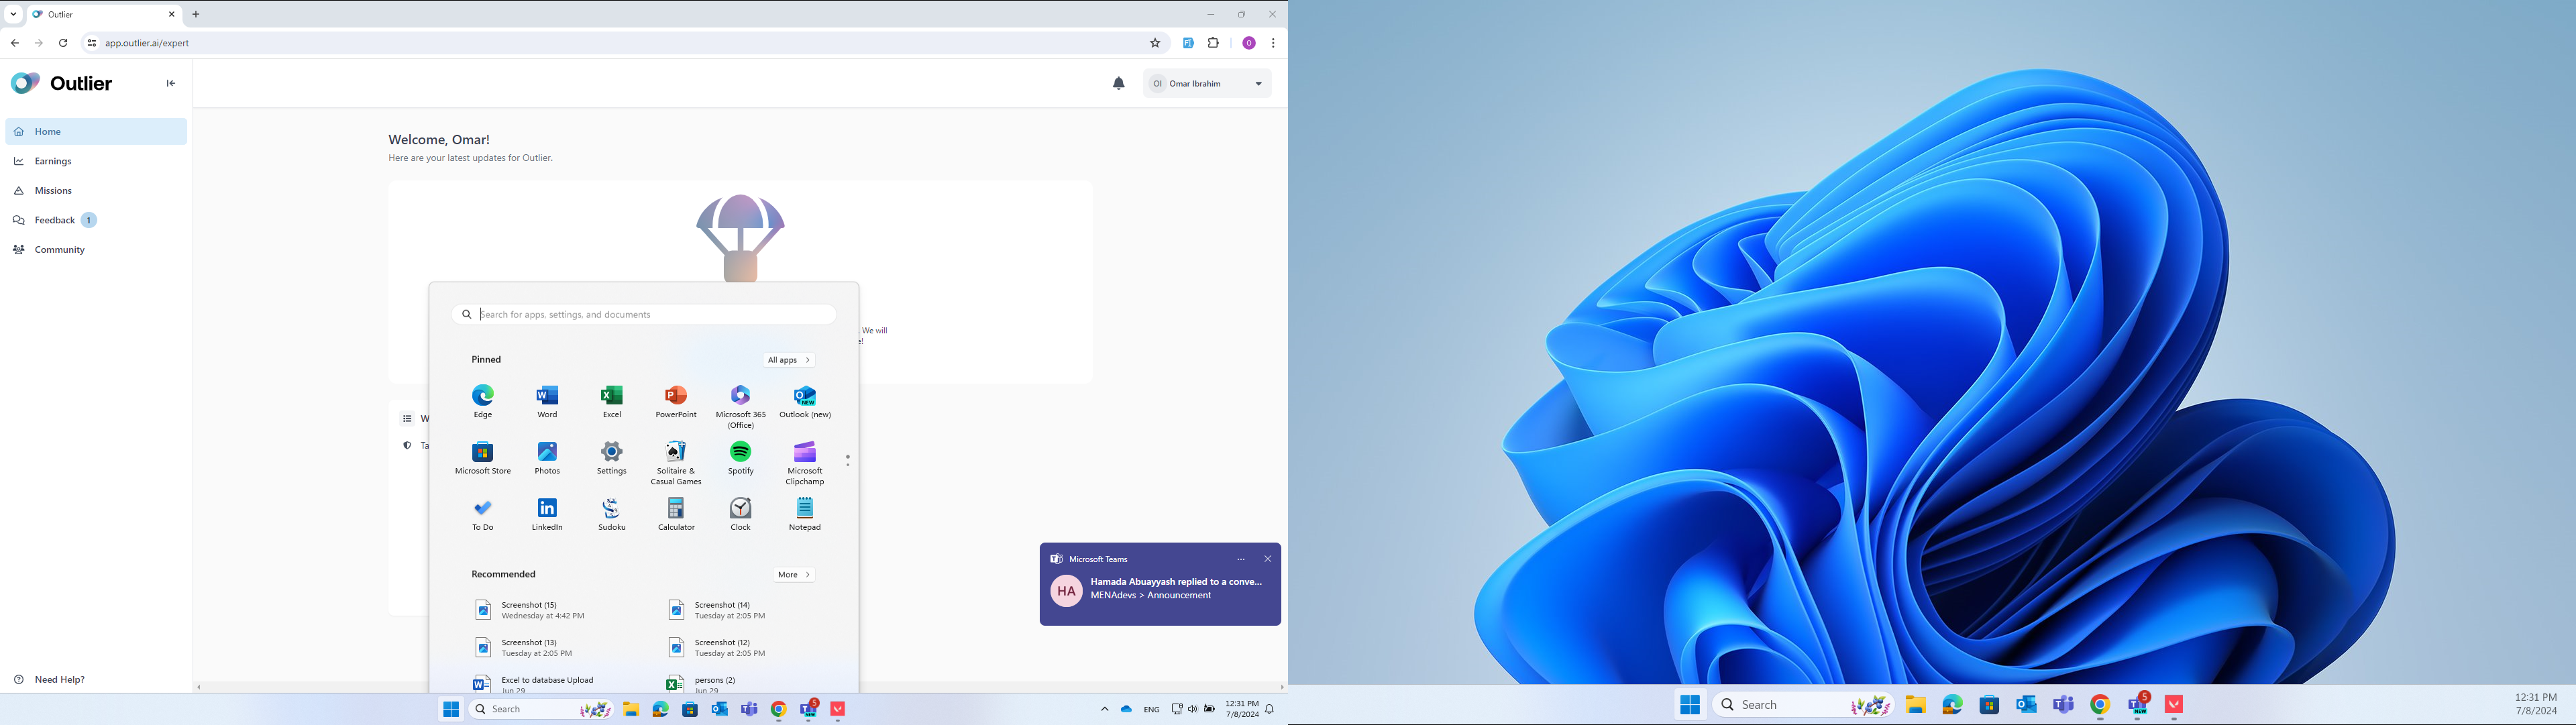 Outlier
app.outlier.ai/expert
O
Outlier
OI Omar Ibrahim
Home
Earnings
Missions
Feedback 1
Community
Need Help?
Welcome, Omar!
Here are your latest updates for Outlier.
. We will
e!
W
Ta
Search for apps, settings, and documents
Pinned
All apps
Edge
Word
Excel
PowerPoint
Microsoft 365
(Office)
Outlook (new)
Microsoft Store
Photos
Settings
Solitaire &
Casual Games
Spotify
Microsoft
Clipchamp
To Do
LinkedIn
Sudoku
Calculator
Clock
Notepad
Recommended
More
Screenshot (15)
Wednesday at 4:42 PM
Screenshot (14)
Tuesday at 2:05 PM
Screenshot (13)
Tuesday at 2:05 PM
Screenshot (12)
Tuesday at 2:05 PM
Excel to database Upload
Jun 29
persons (2)
Jun 29
Microsoft Teams
HA
Hamada Abuayyash replied to a conve...
MENAdevs > Announcement
Search
5
NEW
ENG
12:31 PM
7/8/2024
Search
5
NEW
12:31 PM
7/8/2024